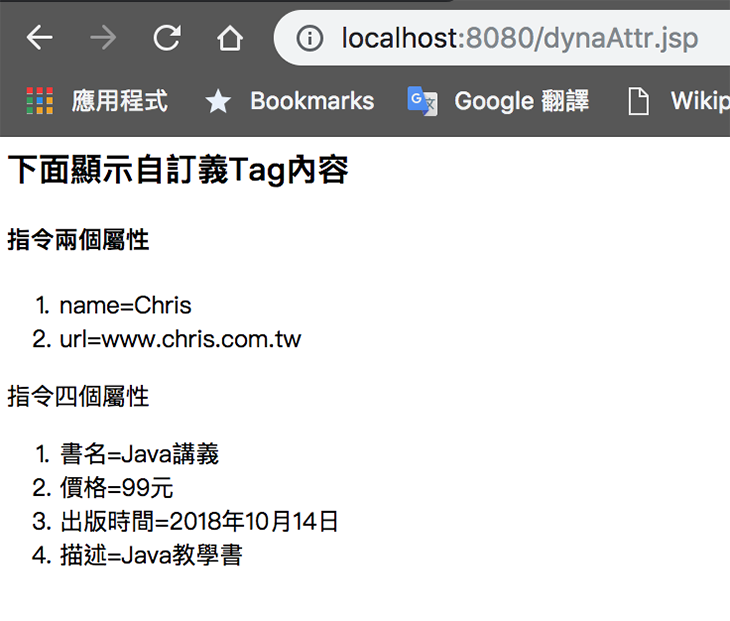 localhost:8080/dynaAttr.jsp
應用程式 Bookmarks Google 翻譯 Wikip
下面顯示自訂義Tag內容
指令兩個屬性
1. name=Chris
2. url=www.chris.com.tw
指令四個屬性
1. 書名=Java講義
2. 價格=99元
3. 出版時間=2018年10月14日
4. 描述=Java教學書